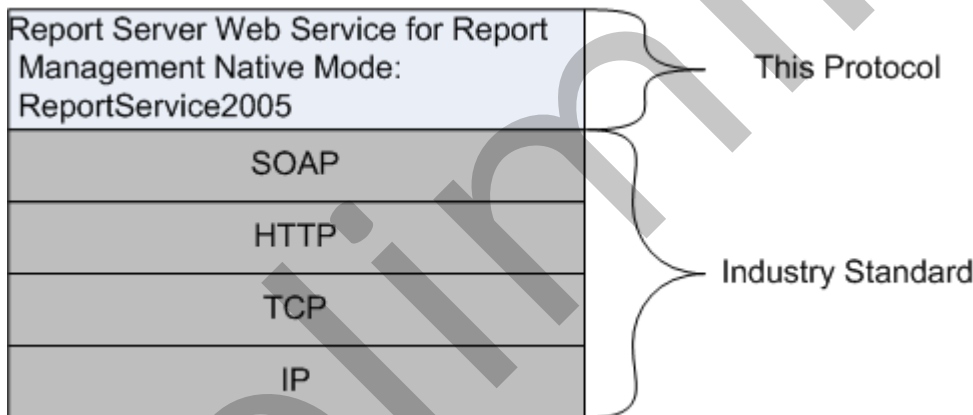 Report Server Web Service for Report
Management Native Mode:
ReportService2005
This Protocol
SOAP
HTTP
TCP
IP
Industry Standard